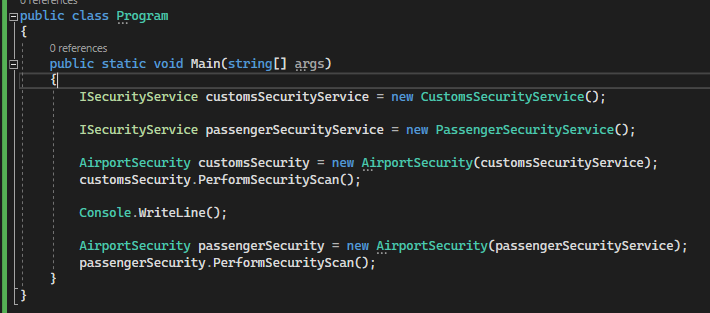 0 references
public class Program
{
0 references
public static void Main(string[] args)
{
ISecurityService customsSecurityService = new CustomsSecurityService();
ISecurityService passengerSecurityService = new PassengerSecurityService();
AirportSecurity customsSecurity = new AirportSecurity(customsSecurityService);
customsSecurity.PerformSecurityScan();
Console.WriteLine();
AirportSecurity passengerSecurity = new AirportSecurity(passengerSecurityService);
passengerSecurity.PerformSecurityScan();
}
}